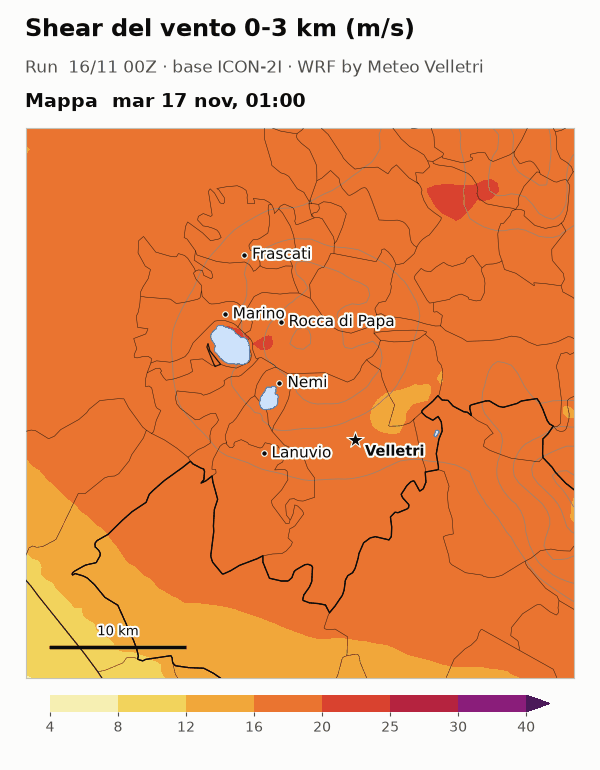 Shear del vento 0-3 km (m/s)
Run  16/11 00Z · base ICON-2I · WRF by Meteo Velletri
Mappa  mar 17 nov, 01:00
Frascati
Marino
Rocca di Papa
Nemi
Velletri
Lanuvio
10 km
4 8 12 16 20 25 30 40